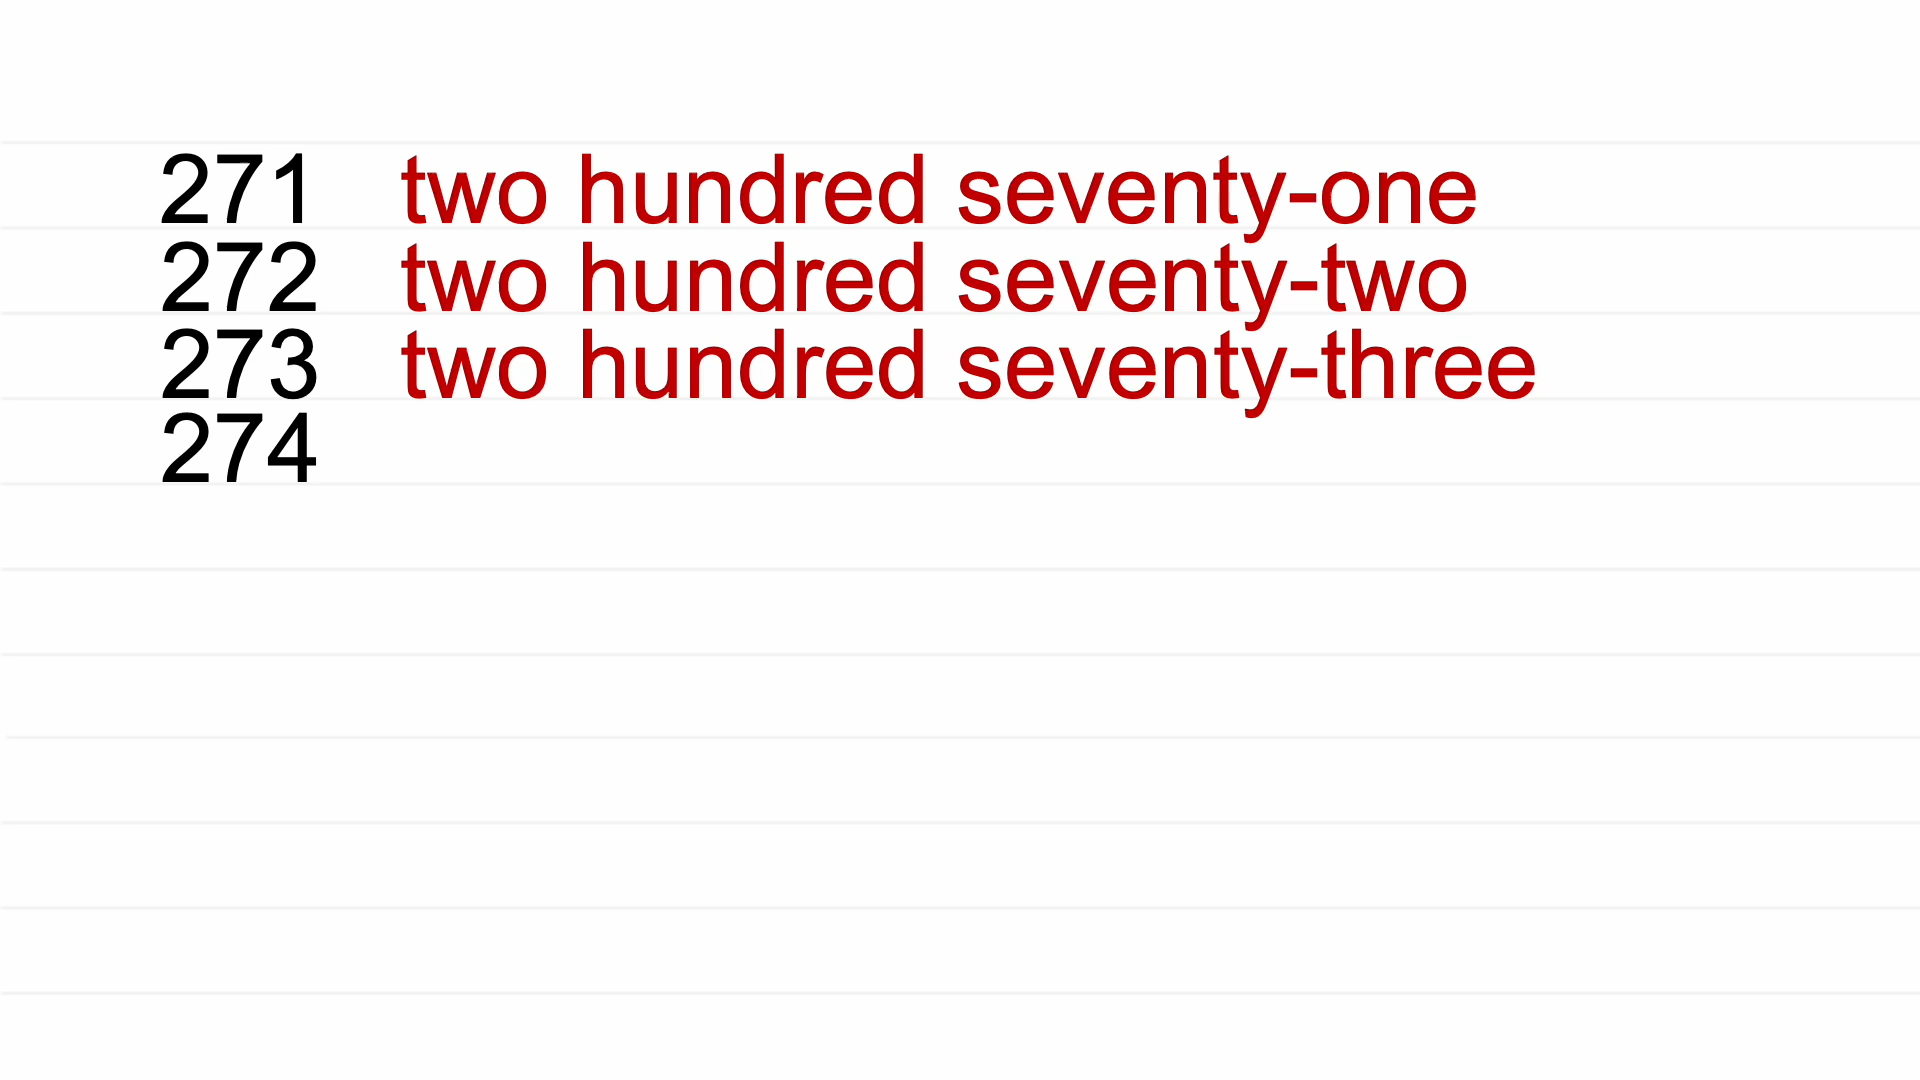 271 two hundred seventy-one
272 two hundred seventy-two
273 two hundred seventy-three
274